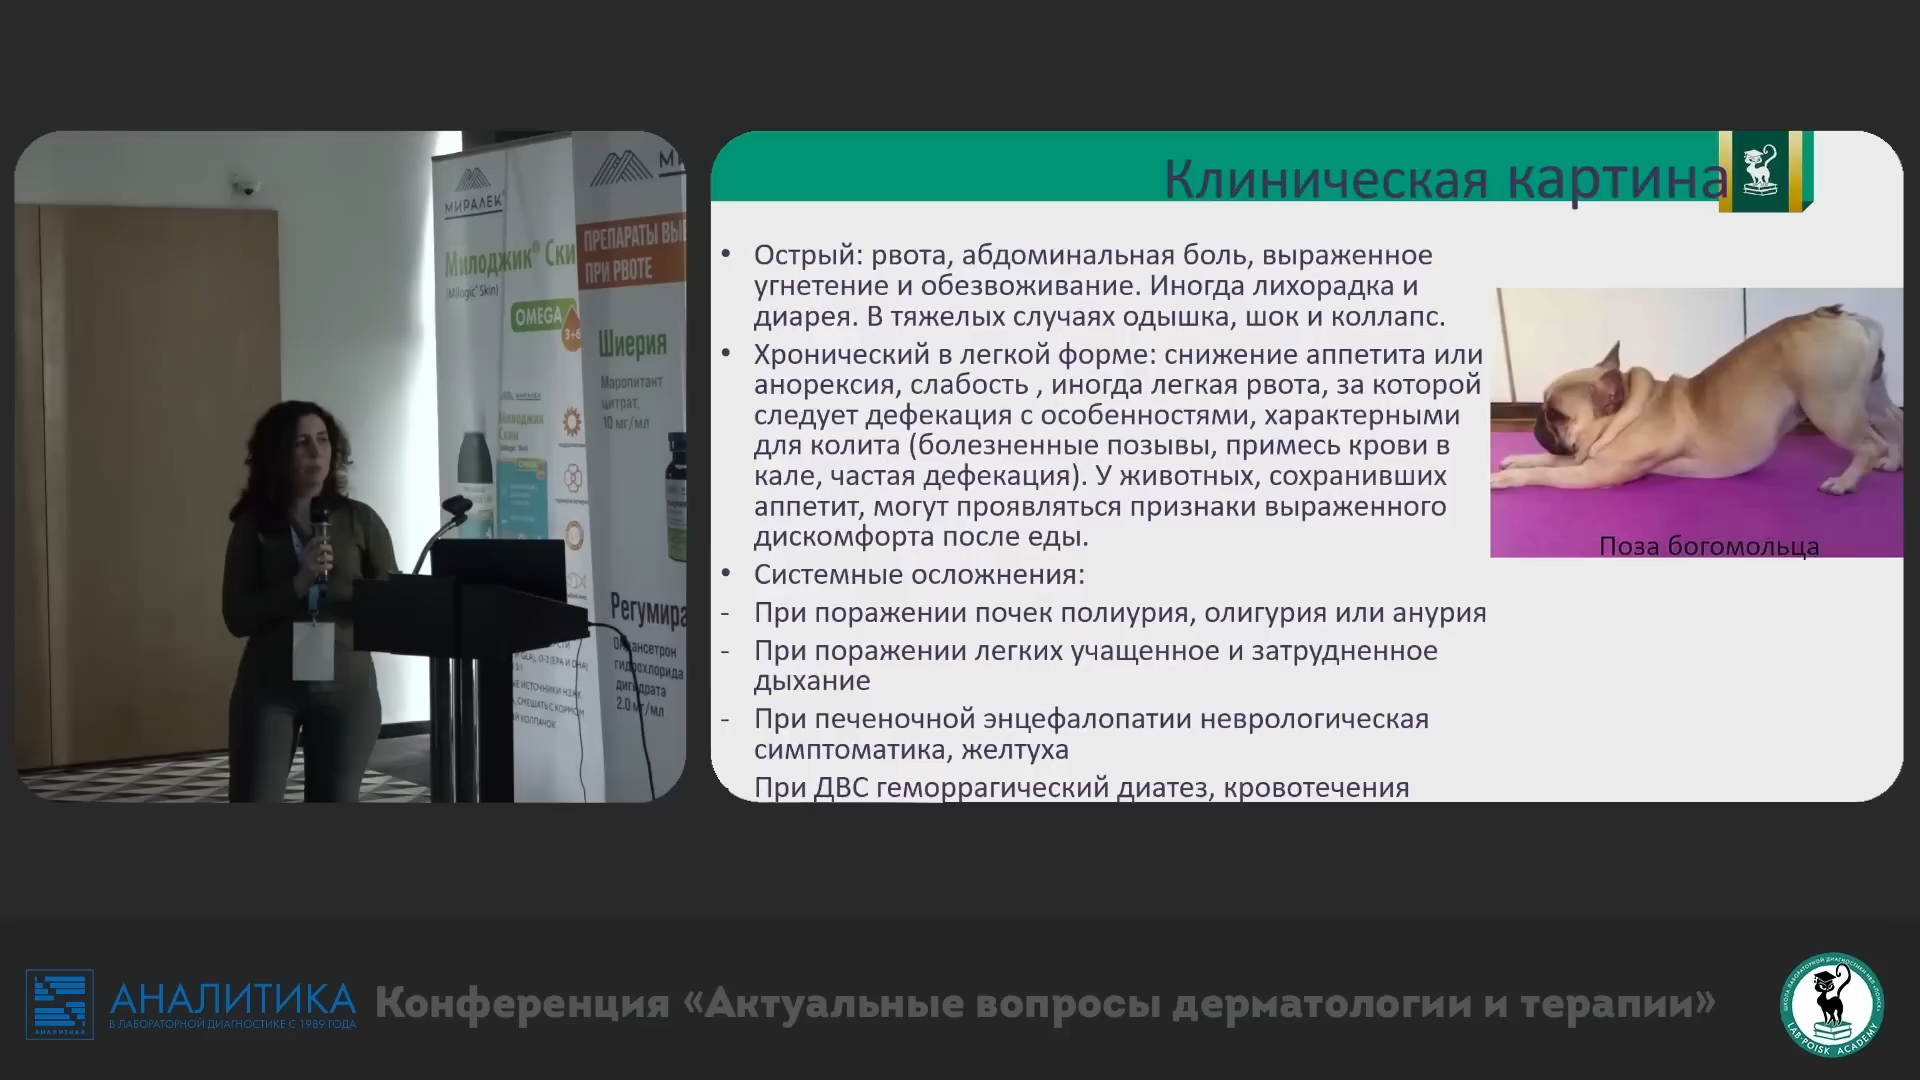 МИРАЛЕК
Милоджик® Ски
(Milogic® Skin)
OMEGA
3+6
Милоджик
Скин
ПРЕПАРАТЫ ВЫ
ПРИ РВОТЕ
Шиерия
Маропитант
цитрат,
10 мг/мл
Регумира
гидрохлорида
дигидрата
2.0 мг/мл
Клиническая картина
• Острый: рвота, абдоминальная боль, выраженное
угнетение и обезвоживание. Иногда лихорадка и
диарея. В тяжелых случаях одышка, шок и коллапс.
• Хронический в легкой форме: снижение аппетита или
анорексия, слабость , иногда легкая рвота, за которой
следует дефекация с особенностями, характерными
для колита (болезненные позывы, примесь крови в
кале, частая дефекация). У животных, сохранивших
аппетит, могут проявляться признаки выраженного
дискомфорта после еды.
• Системные осложнения:
- При поражении почек полиурия, олигурия или анурия
- При поражении легких учащенное и затрудненное
дыхание
- При печеночной энцефалопатии неврологическая
симптоматика, желтуха
При ДВС геморрагический диатез, кровотечения
Поза богомольца
АНАЛИТИКА
В ЛАБОРАТОРНОЙ ДИАГНОСТИКЕ С 1989 ГОДА
АНАЛИТИКА
Конференция «Актуальные вопросы дерматологии и терапии»
LAB-POISK ACADEMY